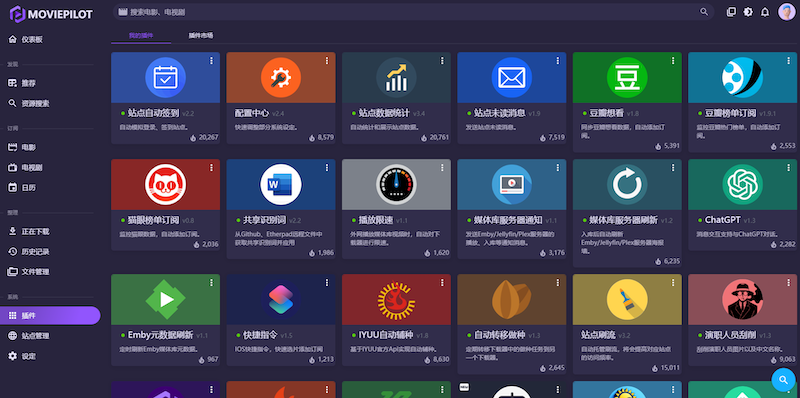 MOVIEPILOT
搜索电影、电视剧
仪表板
发现
推荐
资源搜索
订阅
电影
电视剧
日历
整理
正在下载
历史记录
文件管理
系统
插件
站点管理
设定
我的插件
插件市场
站点自动签到 v2.2
自动模拟登录、签到站点。
20,267
配置中心 v2.4
快速调整部分系统设定。
8,579
站点数据统计 v3.4
自动统计和展示站点数据。
20,761
站点未读消息 v1.9
发送站点未读消息。
7,519
豆
豆瓣想看 v1.8
同步豆瓣想看数据，自动添加订阅。
5,391
豆瓣榜单订阅 v1.9.1
监控豆瓣热门榜单，自动添加订阅。
2,553
猫眼榜单订阅 v0.8
监控猫眼数据，自动添加订阅。
2,036
W
共享识别词 v2.2
从Github、Etherpad远程文件中
获取共享识别词并应用
1,986
播放限速 v1.1
外网播放媒体库视频时，自动对下
载器进行限速。
1,620
媒体库服务器通知 v1.1
发送Emby/Jellyfin/Plex服务器的
播放、入库等通知消息。
3,176
媒体库服务器刷新 v1.2
入库后自动刷新
Emby/Jellyfin/Plex服务器海报
墙。
6,235
ChatGPT v1.3
消息交互支持与ChatGPT对话。
2,282
Emby元数据刷新 v1.1
定时刷新Emby媒体库元数据。
967
快捷指令 v1.5
IOS快捷指令，快速选片添加订阅
1,213
IYUU自动辅种 v1.8
基于IYUU官方Api实现自动辅种。
8,630
自动转移做种 v1.3
定期转移下载器中的做种任务到另
一个下载器。
2,645
站点刷流 v3.2
自动托管刷流，将会提高对应站点
的访问频率。
15,011
演职人员刮削 v1.3
刮削演职人员图片以及中文名称。
9,063